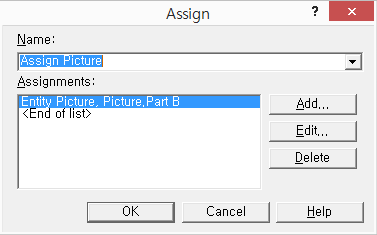 Assign
?
Name:
Assign Picture
Assignments:
Entity Picture, Picture,Part B
<End of list>
Add...
Edit...
Delete
OK
Cancel
Help